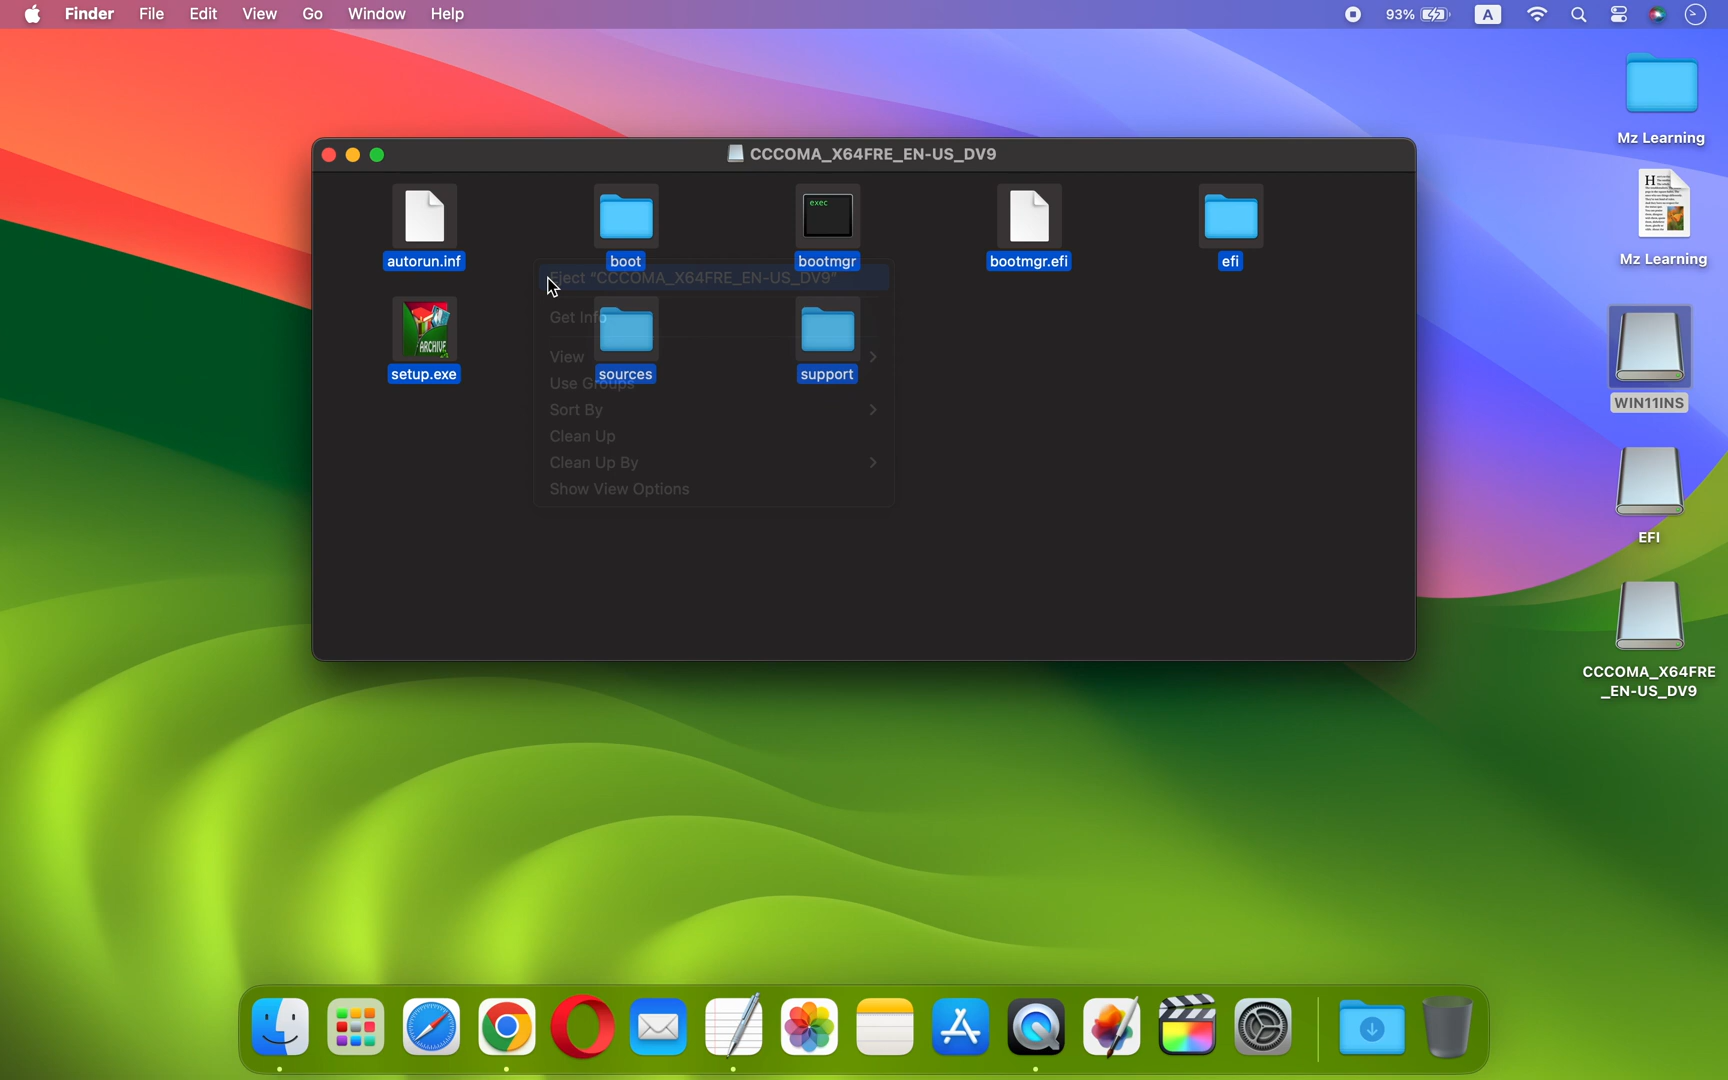 Finder File Edit View Go Window Help
93% A
CCCOMA_X64FRE_EN-US_DV9
exec
autorun.inf boot bootmgr bootmgr.efi efi
Eject “CCCOMA_X64FRE_EN-US_DV9”
Get Info
View
Use Groups
Sort By
Clean Up
Clean Up By
Show View Options
ARCHIVE
setup.exe sources support
Mz Learning
Mz Learning
WIN11INS
EFI
CCCOMA_X64FRE
_EN-US_DV9